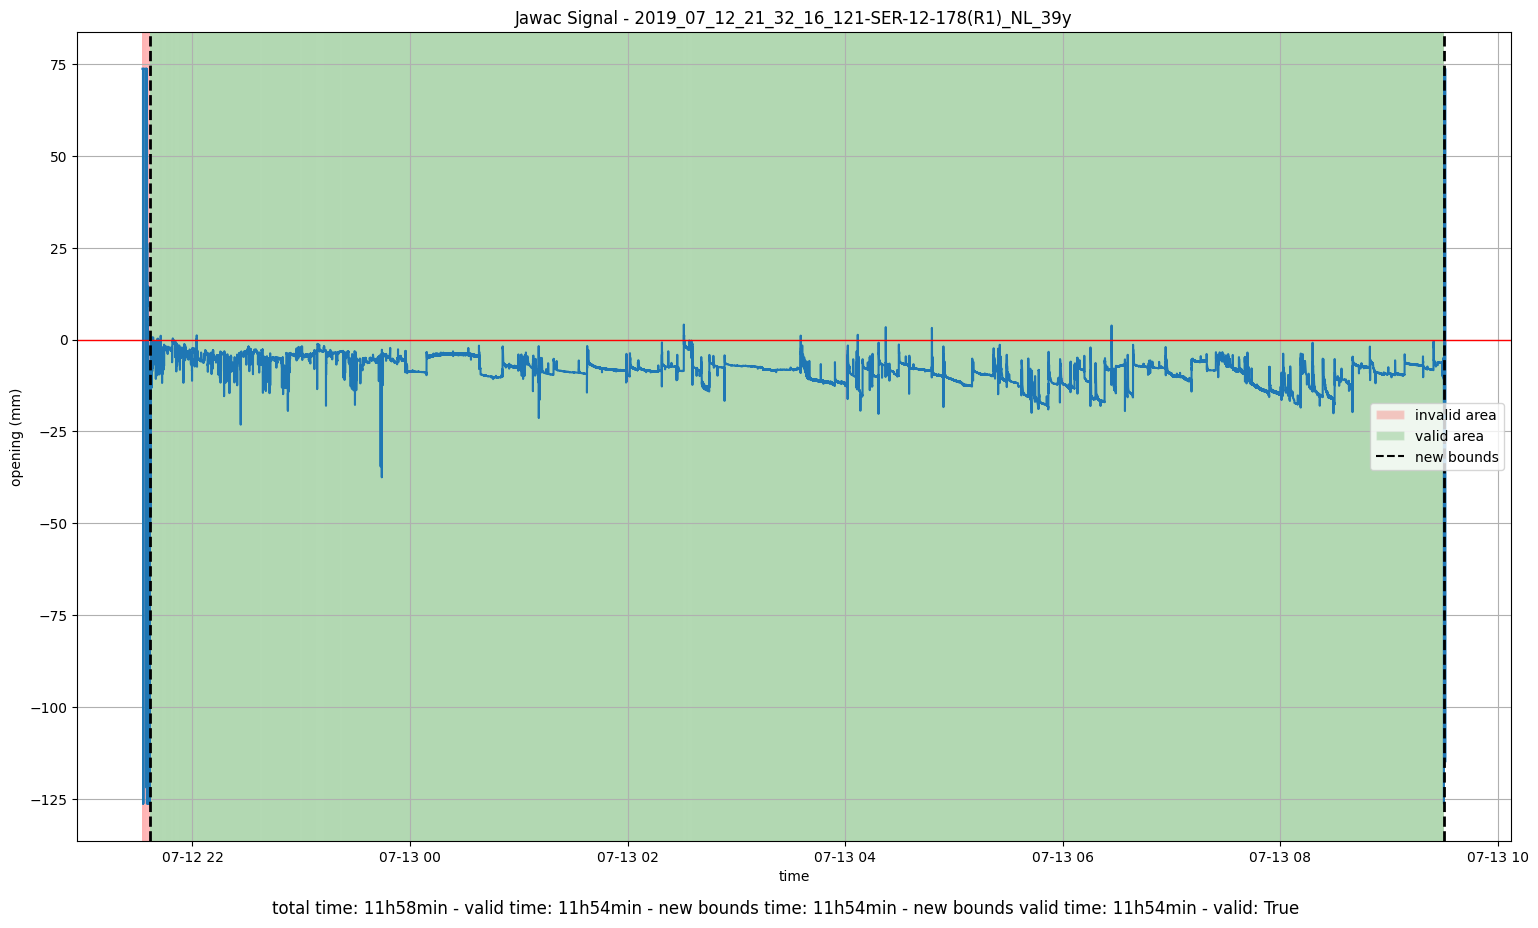 Jawac Signal - 2019_07_12_21_32_16_121-SER-12-178(R1)_NL_39y
opening (mm)
75
50
25
0
−25
−50
−75
−100
−125
invalid area
valid area
new bounds
07-12 22
07-13 00
07-13 02
07-13 04
07-13 06
07-13 08
07-13 10
time
total time: 11h58min - valid time: 11h54min - new bounds time: 11h54min - new bounds valid time: 11h54min - valid: True